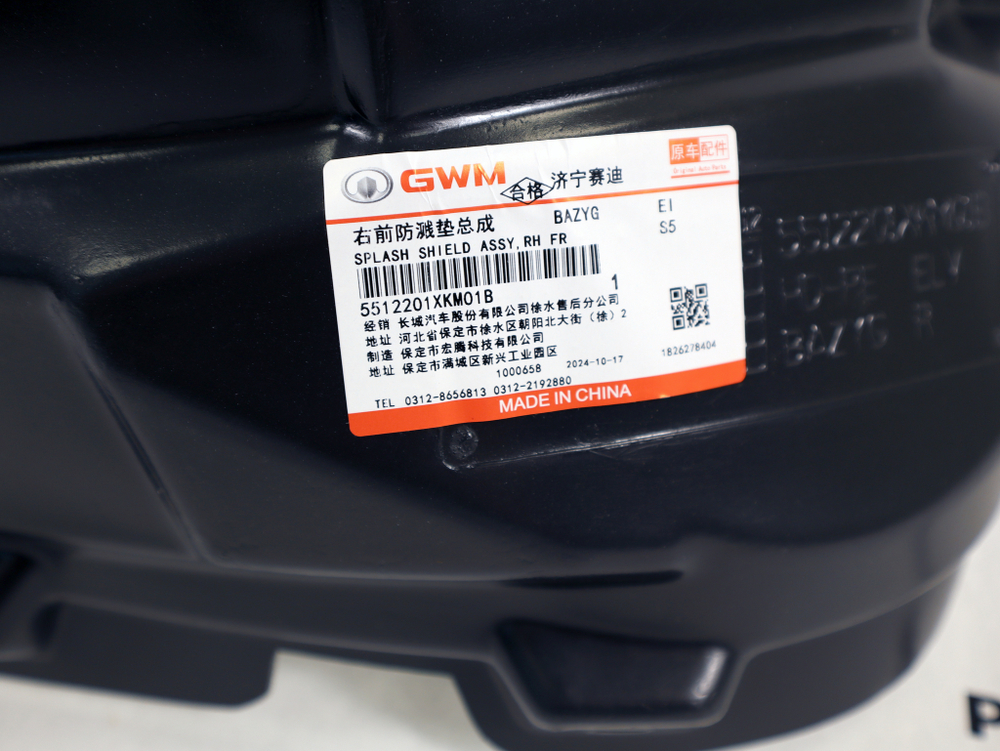 GWM
合格
济宁赛迪
原车配件
Original Auto Parts
右前防溅垫总成
BAZYG
EI
SPLASH SHIELD ASSY,RH FR
S5
5512201XKM01B
1
经销 长城汽车股份有限公司徐水售后分公司
地址 河北省保定市徐水区朝阳北大街（徐）2
制造 保定市宏腾科技有限公司
地址 保定市满城区新兴工业园区
1000658
2024-10-17
1826278404
TEL 0312-8656813 0312-2192880
MADE IN CHINA
ELV
BAZYG R
P